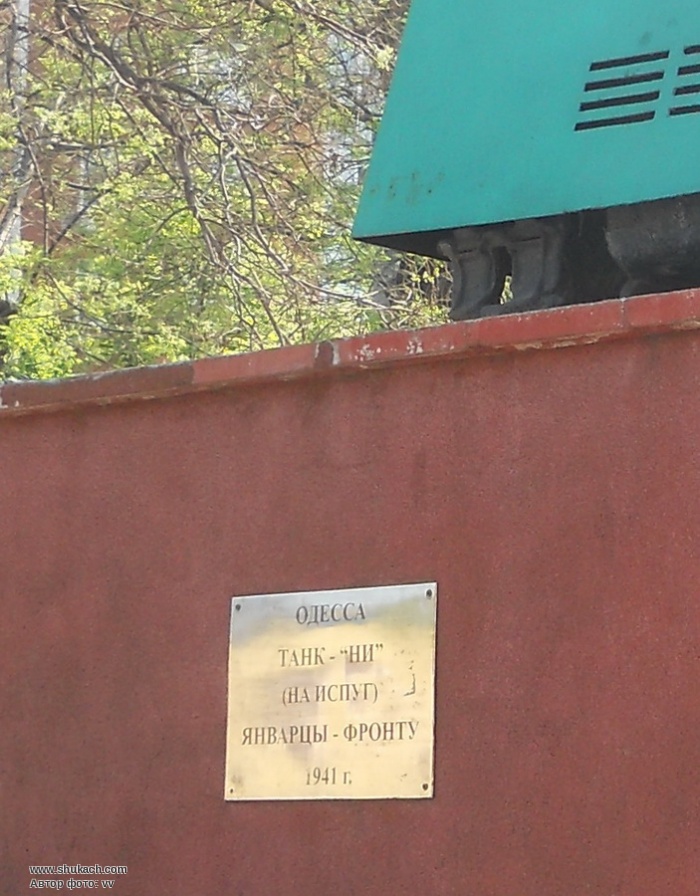 ОДЕССА
ТАНК - “НИ”
(НА ИСПУГ)
ЯНВАРЦЫ - ФРОНТУ
1941 г.
www.shukach.com
Автор фото: vv